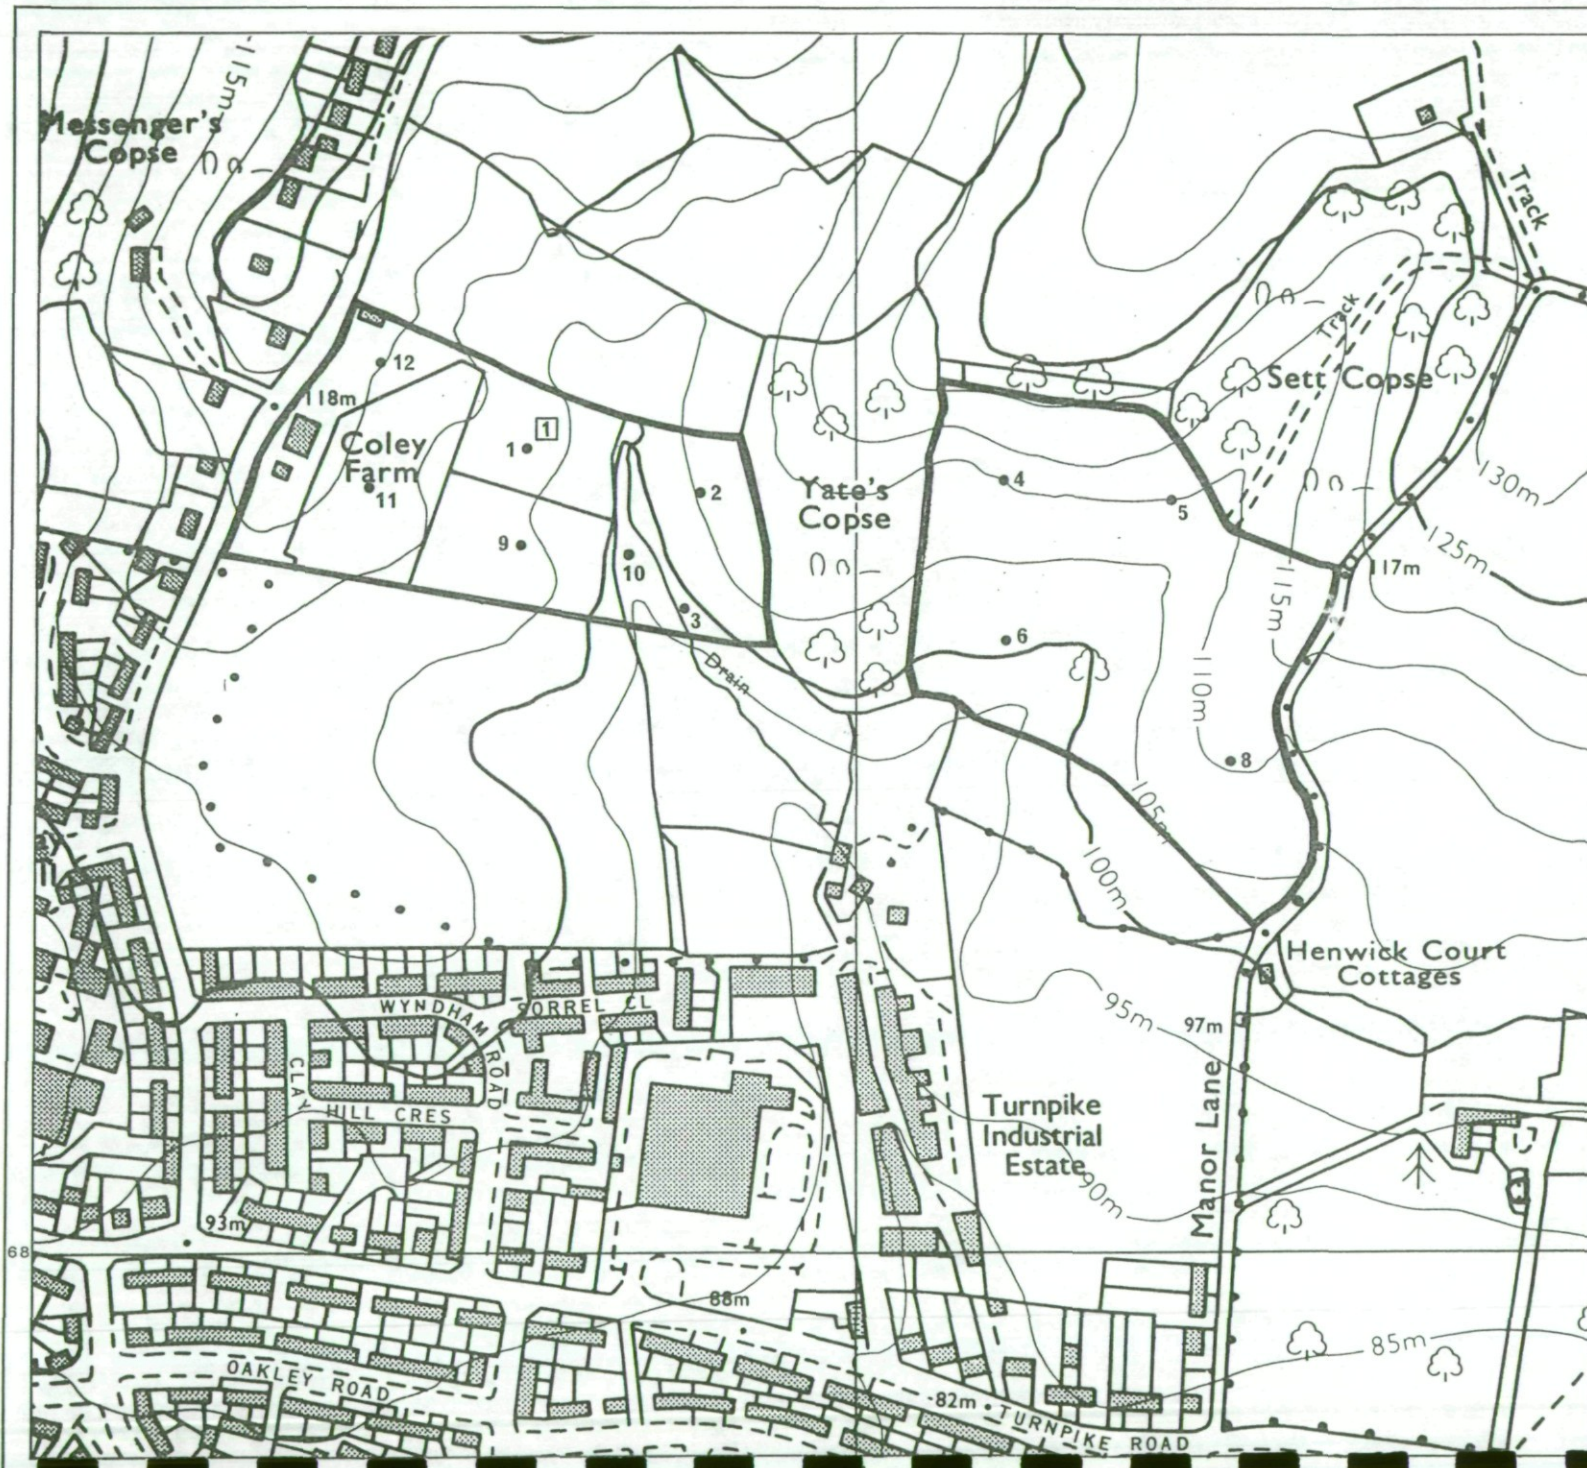 115m
Messenger's
Copse
Track
Track
12
118m
Sett Copse
1
Coley
Farm
1
130m
11
2
Yate's
Copse
4
5
9
125m
10
117m
115m
3
6
Drain
110m
8
105m
100m
Henwick Court
Cottages
WYNDHAM ROAD
SORREL CL
95m
97m
CLAY HILL CRES
Manor Lane
Turnpike
Industrial
Estate
90m
93m
68
88m
85m
OAKLEY ROAD
82m
TURNPIKE ROAD